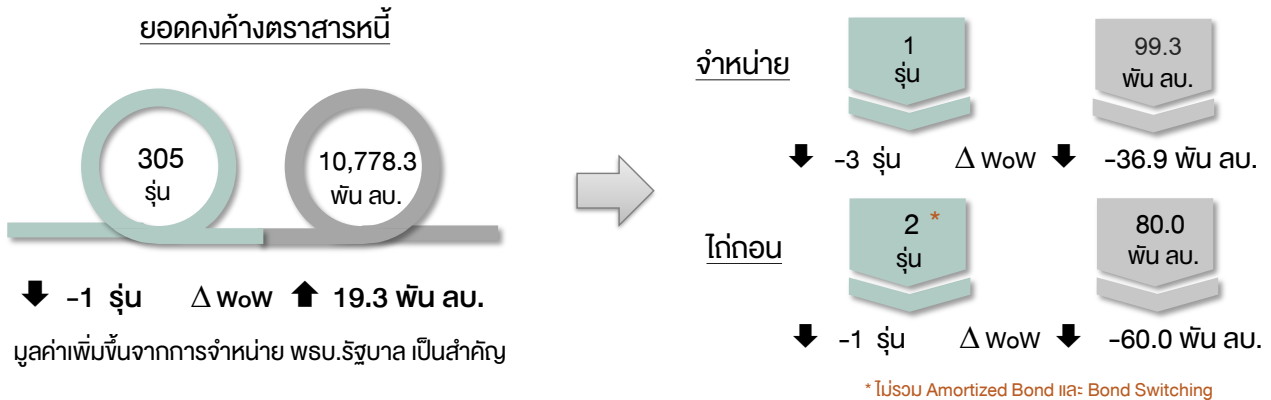 ยอดคงค้างตราสารหนี้
305
รุ่น
10,778.3
พัน ลบ.
-1 รุ่น Δ WoW 19.3 พัน ลบ.
มูลค่าเพิ่มขึ้นจากการจำหน่าย พธบ.รัฐบาล เป็นสำคัญ
จำหน่าย
1
รุ่น
99.3
พัน ลบ.
-3 รุ่น Δ WoW -36.9 พัน ลบ.
ไถ่ถอน
2 *
รุ่น
80.0
พัน ลบ.
-1 รุ่น Δ WoW -60.0 พัน ลบ.
* ไม่รวม Amortized Bond และ Bond Switching